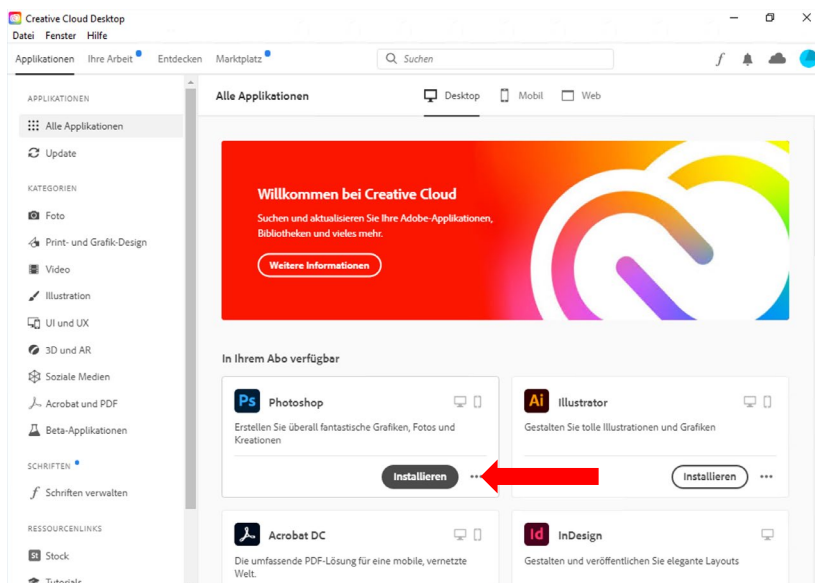 Creative Cloud Desktop
Datei Fenster Hilfe
Applikationen Ihre Arbeit Entdecken Marktplatz Suchen f
APPLIKATIONEN
Alle Applikationen
Update
KATEGORIEN
Foto
Print- und Grafik-Design
Video
Illustration
UI und UX
3D und AR
Soziale Medien
Acrobat und PDF
Beta-Applikationen
SCHRIFTEN
f Schriften verwalten
RESSOURCENLINKS
St Stock
Tutorials
Alle Applikationen Desktop Mobil Web
Willkommen bei Creative Cloud
Suchen und aktualisieren Sie Ihre Adobe-Applikationen,
Bibliotheken und vieles mehr.
Weitere Informationen
In Ihrem Abo verfügbar
Ps Photoshop
Erstellen Sie überall fantastische Grafiken, Fotos und
Kreationen
Installieren
Ai Illustrator
Gestalten Sie tolle Illustrationen und Grafiken
Installieren
Acrobat DC
Die umfassende PDF-Lösung für eine mobile, vernetzte
Welt.
Id InDesign
Gestalten und veröffentlichen Sie elegante Layouts